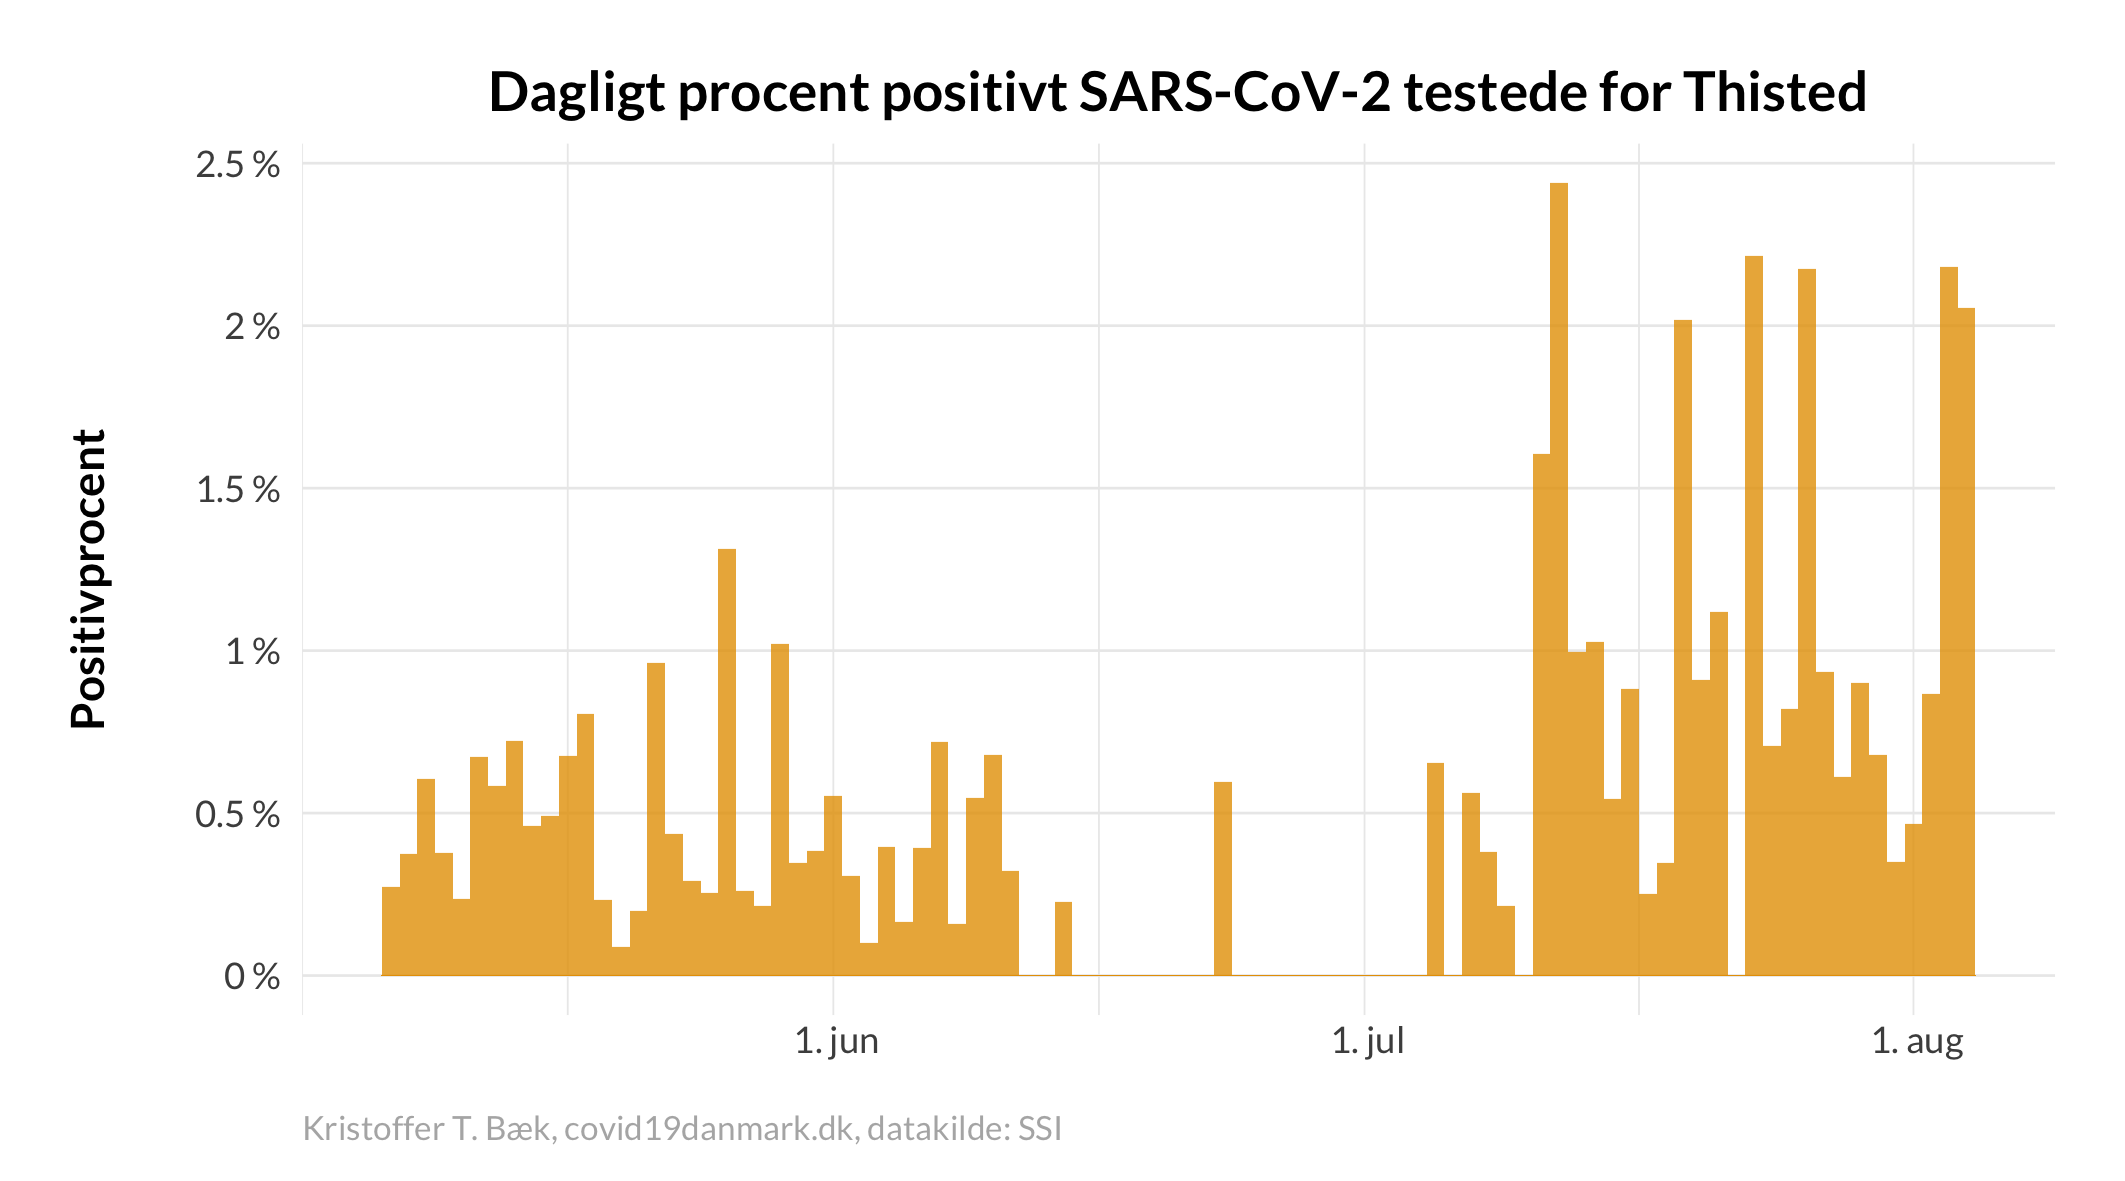 Dagligt procent positivt SARS-CoV-2 testede for Thisted
Positivprocent
2.5 %
2 %
1.5 %
1 %
0.5 %
0 %
1. jun
1. jul
1. aug
Kristoffer T. Bæk, covid19danmark.dk, datakilde: SSI